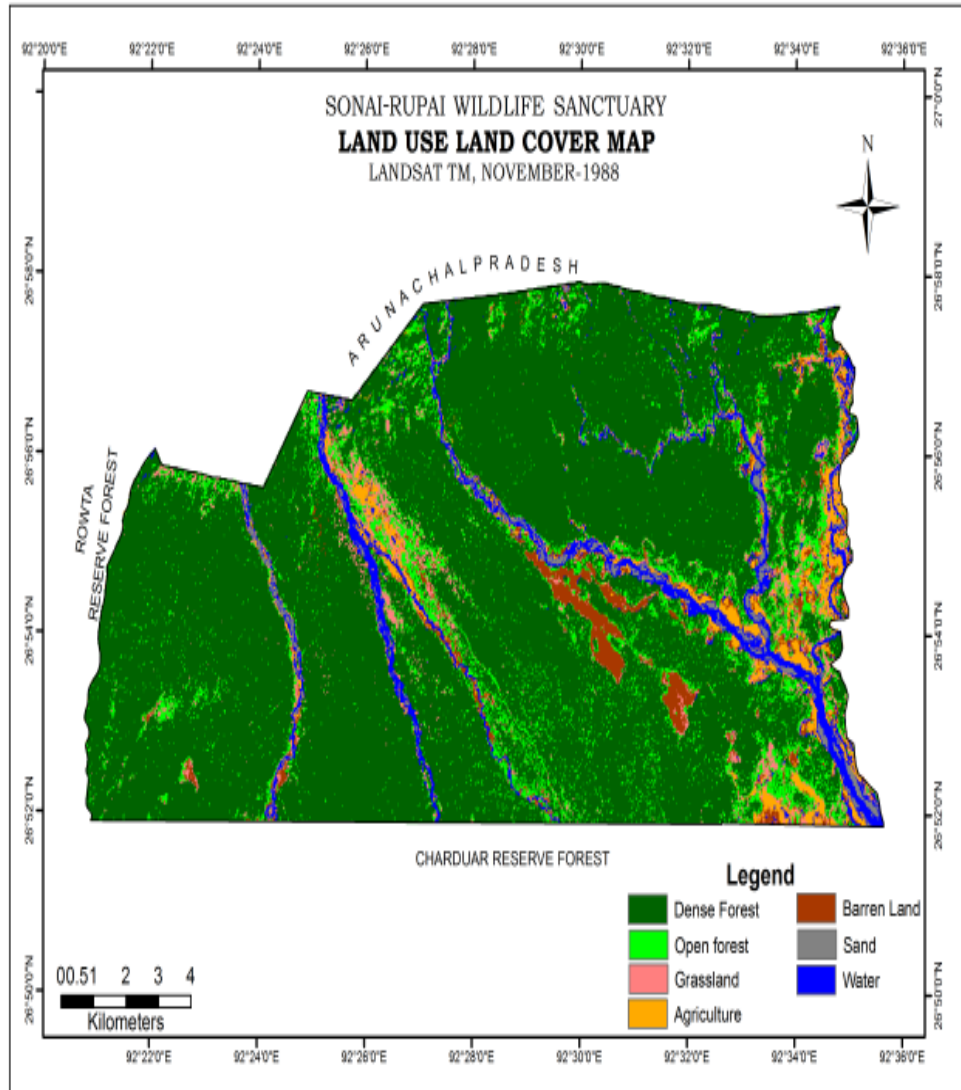 92°20'0"E 92°22'0"E 92°24'0"E 92°26'0"E 92°28'0"E 92°30'0"E 92°32'0"E 92°34'0"E 92°36'0"E
SONAI-RUPAI WILDLIFE SANCTUARY
LAND USE LAND COVER MAP
LANDSAT TM, NOVEMBER-1988
N
27°0'0"N
26°58'0"N
26°58'0"N
ARUNACHALPRADESH
26°56'0"N
26°56'0"N
ROWTA
RESERVE FOREST
26°54'0"N
26°54'0"N
26°52'0"N
26°52'0"N
CHARDUAR RESERVE FOREST
Legend
Dense Forest
Open forest
Grassland
Agriculture
Barren Land
Sand
Water
00.51 2 3 4
Kilometers
26°50'0"N
26°50'0"N
92°22'0"E 92°24'0"E 92°26'0"E 92°28'0"E 92°30'0"E 92°32'0"E 92°34'0"E 92°36'0"E